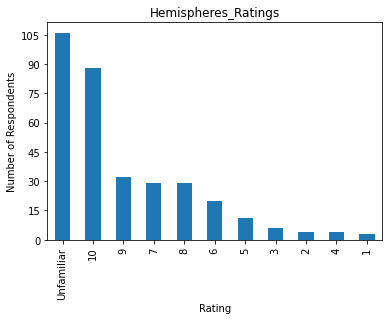 Hemispheres_Ratings
Number of Respondents
105
90
75
60
45
30
15
0
Unfamiliar 10 9 7 8 6 5 3 2 4 1
Rating